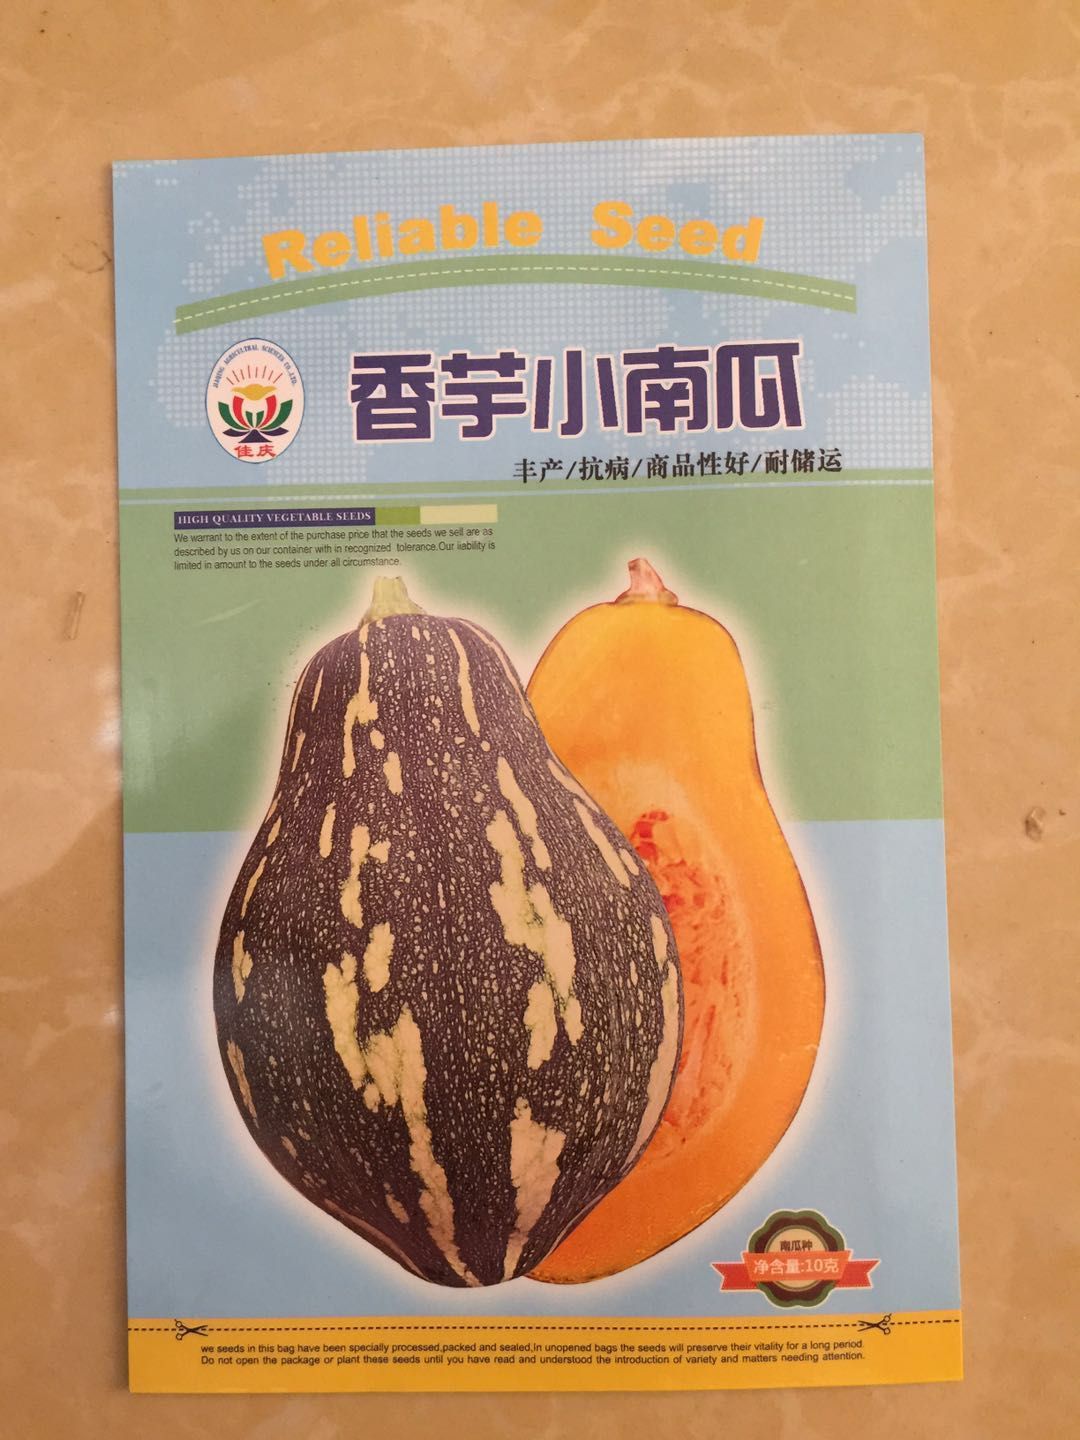 Reliable Seed
JIAQING AGRICULTRAL SCIENCES CO.,LTD.
佳庆
香芋小南瓜
丰产/抗病/商品性好/耐储运
HIGH QUALITY VEGETABLE SEEDS
We warrant to the extent of the purchase price that the seeds we sell are as
described by us on our container with in recognized tolerance.Our liability is
limited in amount to the seeds under all circumstance.
南瓜种
净含量:10克
we seeds in this bag have been specially processed,packed and sealed,In unopened bags the seeds will preserve their vitality for a long period
Do not open the package or plant these seeds until you have read and understood the introduction of variety and matters needing attention.